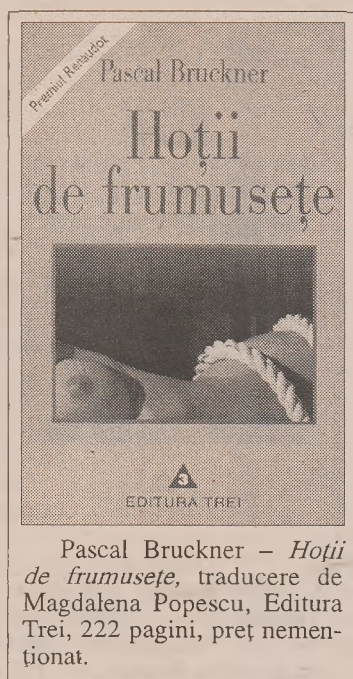 Premiul Renaudot
Pascal Bruckner
Hoții
de frumusețe
3
EDITURA TREI
Pascal Bruckner – Hoții
de frumusețe, traducere de
Magdalena Popescu, Editura
Trei, 222 pagini, preț nemen-
ționat.